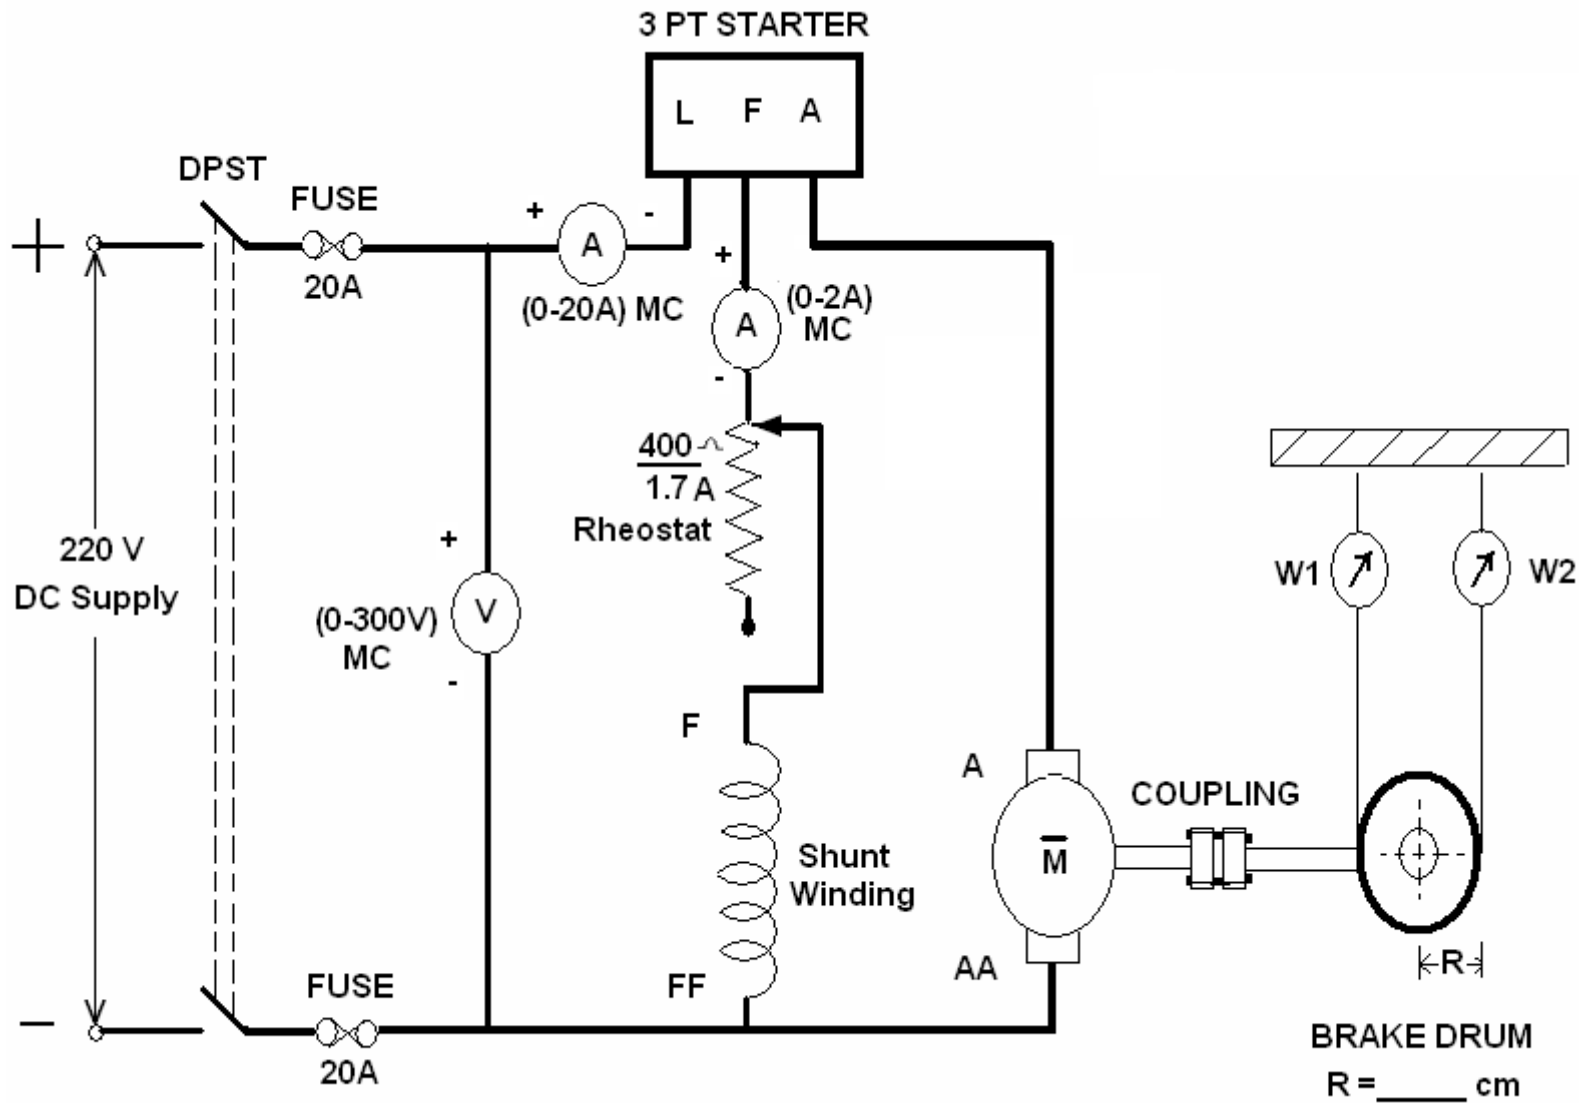 3 PT STARTER
L F A
DPST
FUSE
+ - 
+ A
20A
(0-20A) MC
+
(0-2A)
MC
A
-
400
1.7 A
Rheostat
220 V
DC Supply
+
(0-300V)
MC
V
-
W1
W2
F
A
COUPLING
M
Shunt
Winding
FF
AA
R
- FUSE
20A
BRAKE DRUM
R =_____ cm